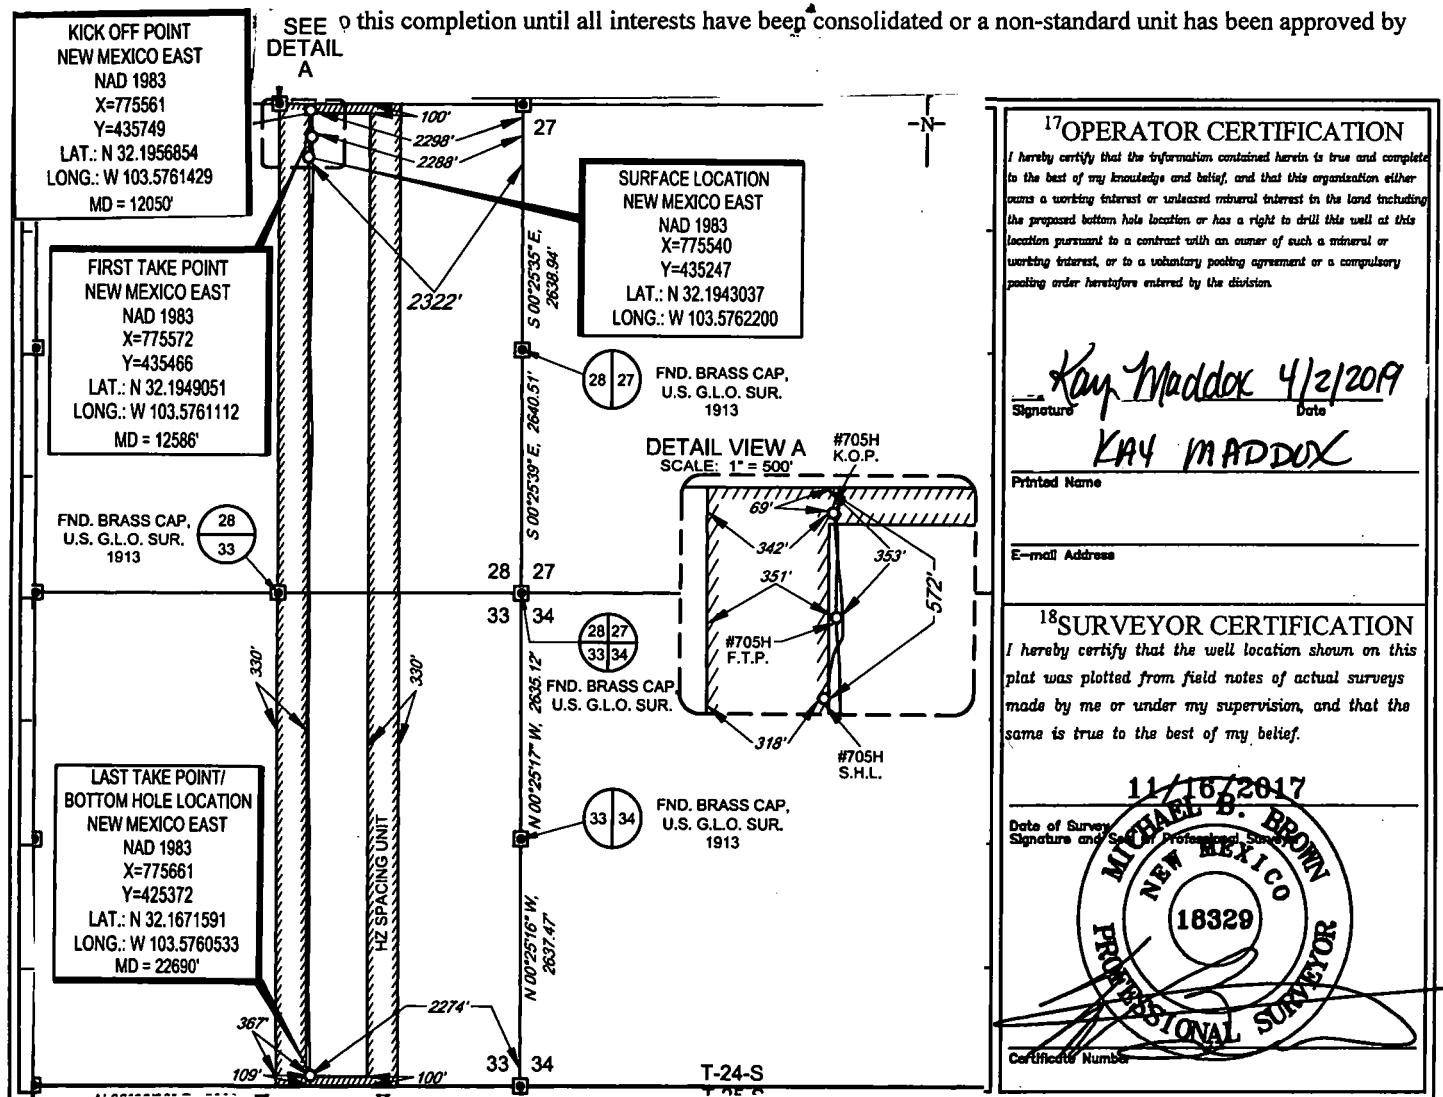 o this completion until all interests have been consolidated or a non-standard unit has been approved by
KICK OFF POINT
NEW MEXICO EAST
NAD 1983
X=775561
Y=435749
LAT.: N 32.1956854
LONG.: W 103.5761429
MD = 12050'
SEE
DETAIL
A
100'
2298'
2288'
27
N
FIRST TAKE POINT
NEW MEXICO EAST
NAD 1983
X=775572
Y=435466
LAT.: N 32.1949051
LONG.: W 103.5761112
MD = 12586'
2322'
SURFACE LOCATION
NEW MEXICO EAST
NAD 1983
X=775540
Y=435247
LAT.: N 32.1943037
LONG.: W 103.5762200
S 00°25'35" E,
2638.94'
28 27
FND. BRASS CAP,
U.S. G.L.O. SUR.
1913
S 00°25'39" E, 2640.51'
FND. BRASS CAP,
U.S. G.L.O. SUR.
1913
28
33
DETAIL VIEW A
SCALE: 1" = 500'
#705H
K.O.P.
69'
342'
353'
351'
572'
#705H
F.T.P.
318'
#705H
S.H.L.
28 27
33 34
28 27
33 34
FND. BRASS CAP
U.S. G.L.O. SUR.
330'
330'
N 00°25'17" W, 2635.12'
33 34
FND. BRASS CAP,
U.S. G.L.O. SUR.
1913
LAST TAKE POINT/
BOTTOM HOLE LOCATION
NEW MEXICO EAST
NAD 1983
X=775661
Y=425372
LAT.: N 32.1671591
LONG.: W 103.5760533
MD = 22690'
HZ SPACING UNIT
N 00°25'16" W,
2637.47'
2274'
367'
109'
100'
33 34
T-24-S
17 OPERATOR CERTIFICATION
I hereby certify that the information contained herein is true and complete
to the best of my knowledge and belief, and that this organization either
owns a working interest or unleased mineral interest in the land including
the proposed bottom hole location or has a right to drill this well at this
location pursuant to a contract with an owner of such a mineral or
working interest, or to a voluntary pooling agreement or a compulsory
pooling order heretofore entered by the division.
Kay Maddox 4/2/2019
Signature Date
KAY MADDOX
Printed Name
E-mail Address
18 SURVEYOR CERTIFICATION
I hereby certify that the well location shown on this
plat was plotted from field notes of actual surveys
made by me or under my supervision, and that the
same is true to the best of my belief.
11/16/2017
Date of Survey
Signature and Seal of Professional Surveyor
MICHAEL B. BROWN
NEW MEXICO
18329
PROFESSIONAL SURVEYOR
Certificate Number